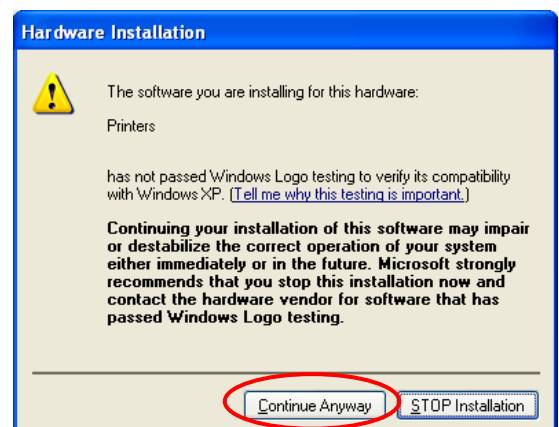 Hardware Installation
The software you are installing for this hardware:
Printers
has not passed Windows Logo testing to verify its compatibility
with Windows XP. (Tell me why this testing is important.)
Continuing your installation of this software may impair
or destabilize the correct operation of your system
either immediately or in the future. Microsoft strongly
recommends that you stop this installation now and
contact the hardware vendor for software that has
passed Windows Logo testing.
Continue Anyway
STOP Installation